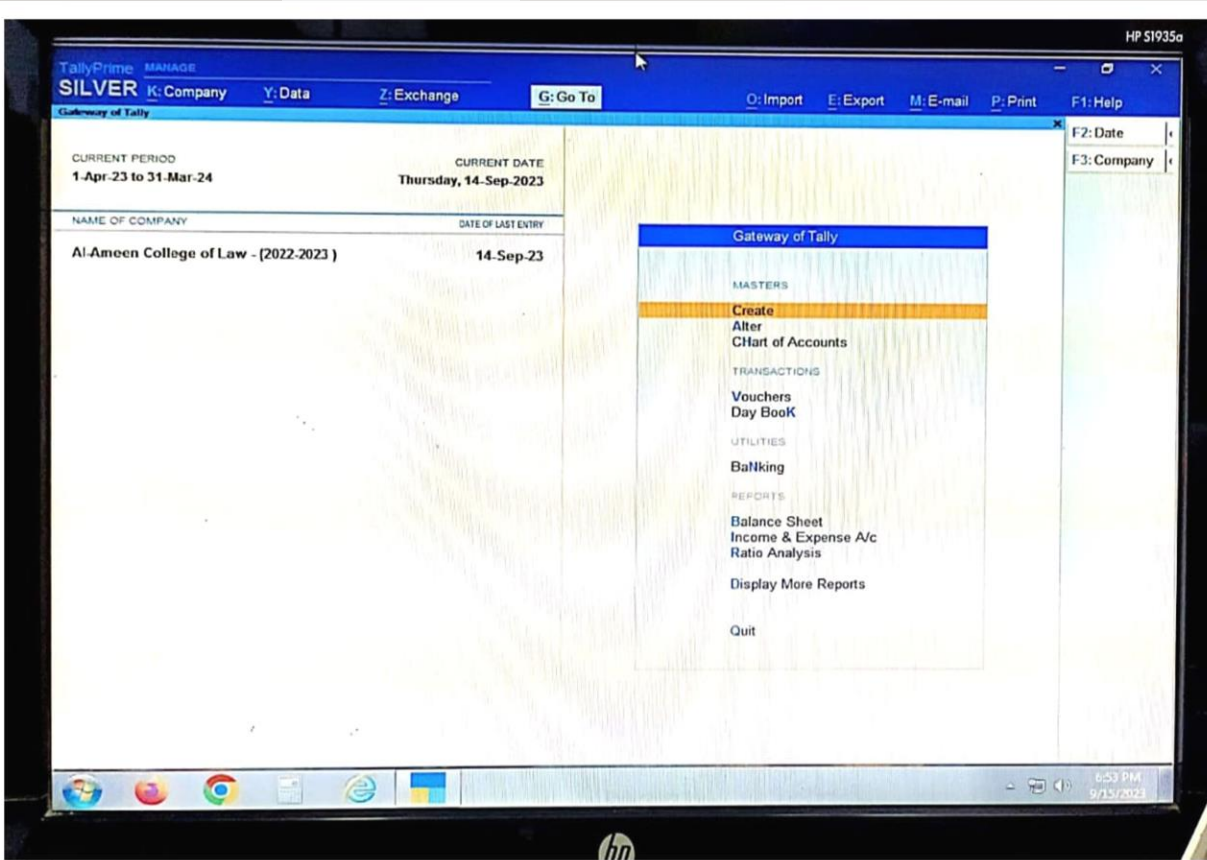 HP S1935a
TallyPrime MANAGE
SILVER K: Company Y: Data Z: Exchange G: Go To O: Import E: Export M: E-mail P: Print F1: Help
Gateway of Tally
F2: Date
F3: Company
CURRENT PERIOD CURRENT DATE
1-Apr-23 to 31-Mar-24 Thursday, 14-Sep-2023
NAME OF COMPANY DATE OF LAST ENTRY
Al-Ameen College of Law - (2022-2023 ) 14-Sep-23
Gateway of Tally
MASTERS
Create
Alter
CHart of Accounts
TRANSACTIONS
Vouchers
Day BooK
UTILITIES
BaNking
REPORTS
Balance Sheet
Income & Expense A/c
Ratio Analysis
Display More Reports
Quit
6:53 PM
9/15/2023
hp